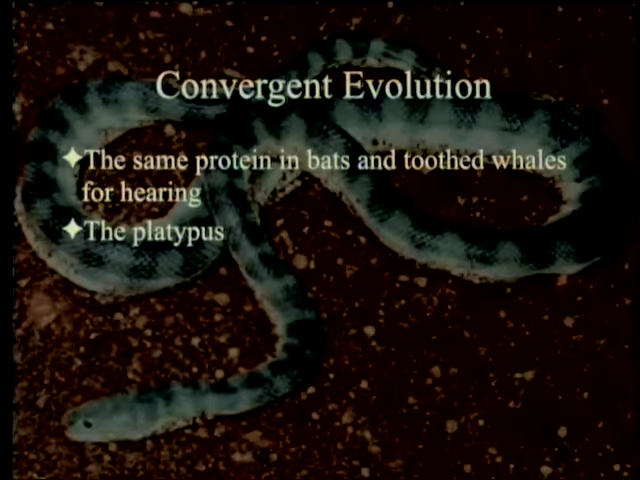 Convergent Evolution
The same protein in bats and toothed whales
for hearing
The platypus